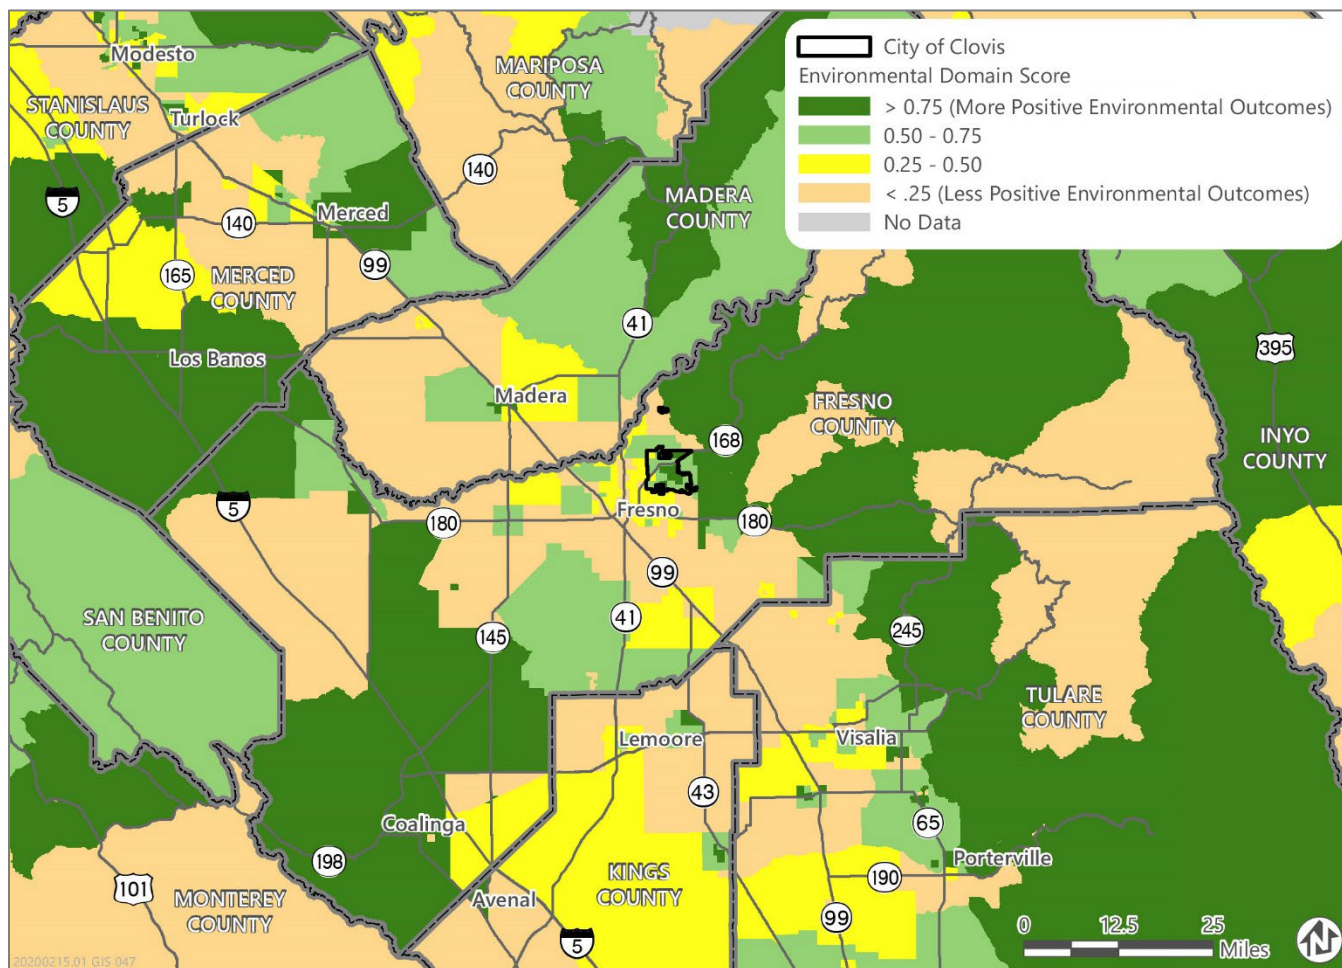 City of Clovis
Environmental Domain Score
> 0.75 (More Positive Environmental Outcomes)
0.50 - 0.75
0.25 - 0.50
< .25 (Less Positive Environmental Outcomes)
No Data
Modesto
MARIPOSA
COUNTY
STANISLAUS
COUNTY
Turlock
140
5
MADERA
COUNTY
Merced
140
99
165
MERCED
COUNTY
41
395
Los Banos
Madera
FRESNO
COUNTY
168
INYO
COUNTY
5
180
Fresno
180
99
SAN BENITO
COUNTY
145
41
245
TULARE
COUNTY
Lemoore
Visalia
43
Coalinga
65
198
Porterville
101
MONTEREY
COUNTY
KINGS
COUNTY
190
Avenal
99
5
0 12.5 25
Miles
N
20200215.01 GIS 047